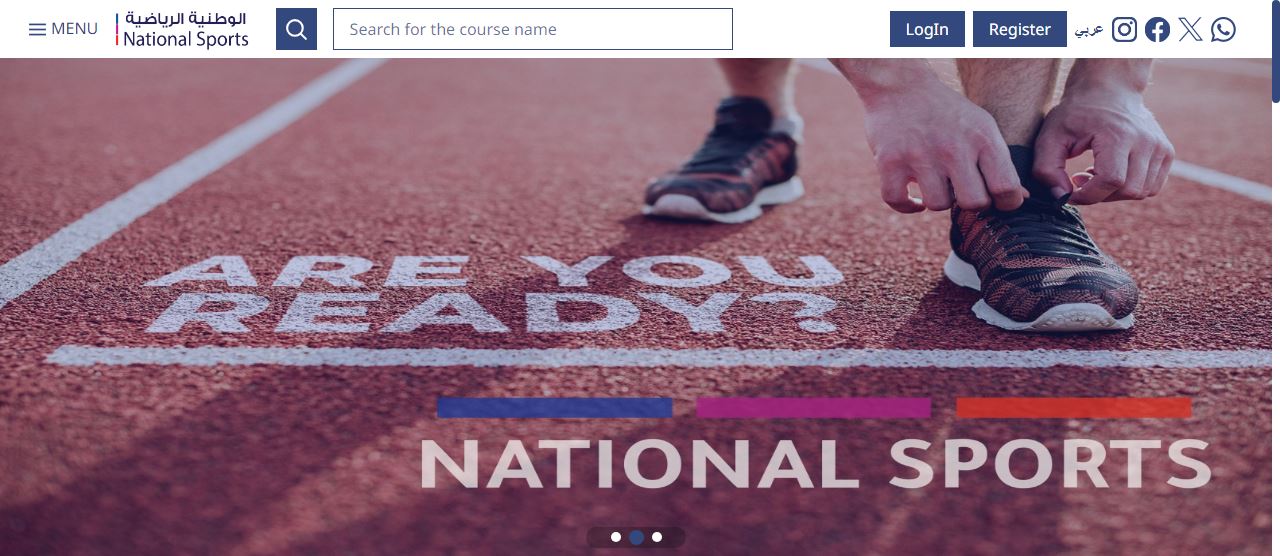 MENU
الوطنية الرياضية
National Sports
Search for the course name
LogIn
Register
عربي
ARE YOU
READY?
NATIONAL SPORTS